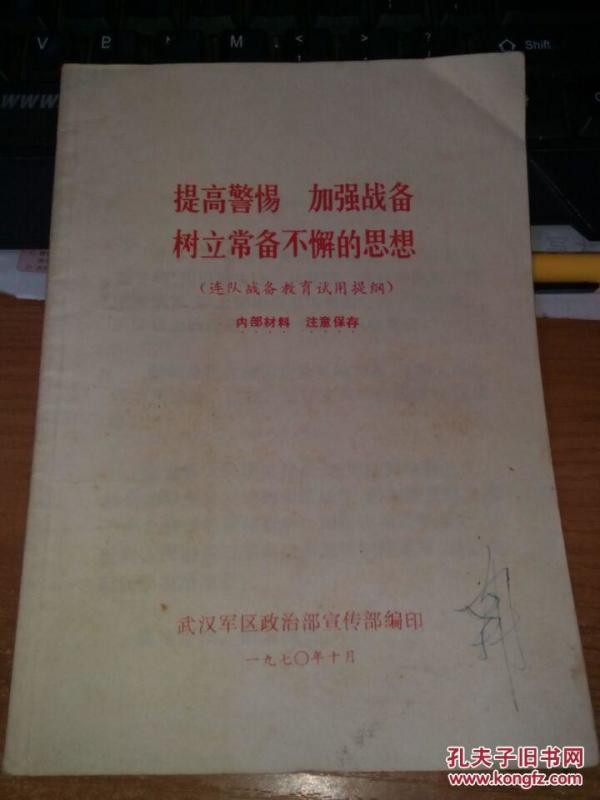 提高警惕 加强战备
树立常备不懈的思想
(连队战备教育试用提纲)
内部材料 注意保存
武汉军区政治部宣传部编印
一九七〇年十月
V B N M < > ? Shift
www
孔夫子旧书网
www.kongfz.com